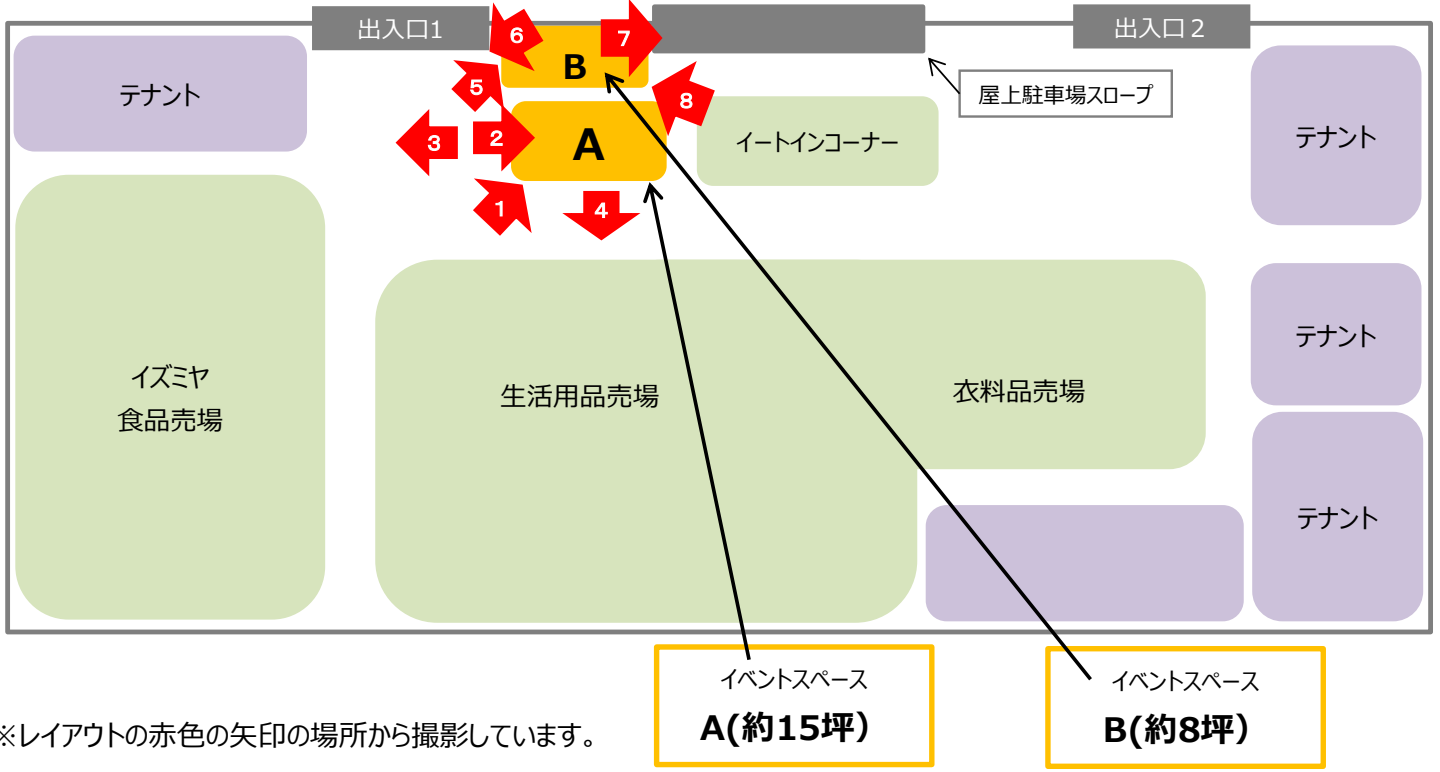 出入口1
出入口２
6
7
B
5
8
屋上駐車場スロープ
テナント
3
2
A
イートインコーナー
テナント
1
4
テナント
イズミヤ
食品売場
生活用品売場
衣料品売場
テナント
イベントスペース
A(約15坪）
イベントスペース
B(約8坪）
※レイアウトの赤色の矢印の場所から撮影しています。